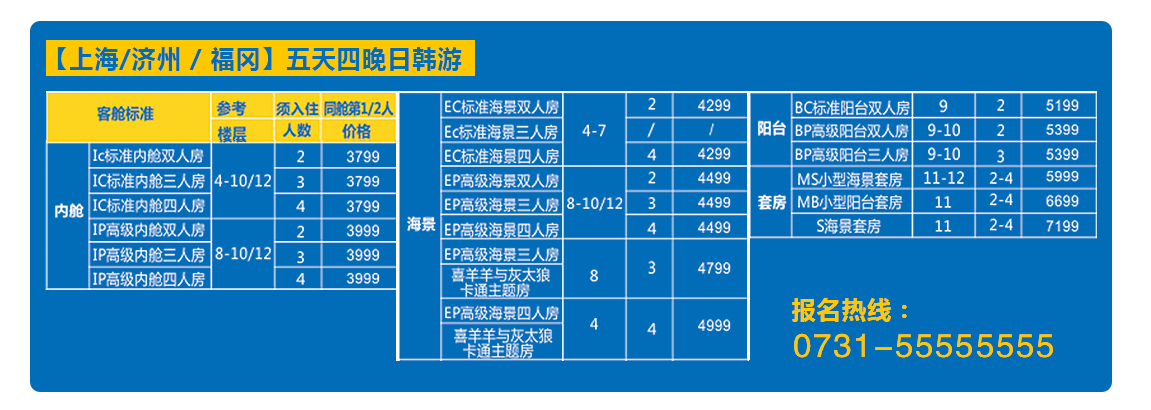 【上海/济州 / 福冈】五天四晚日韩游
客舱标准 参考楼层 须入住人数 同舱第1/2人价格
内舱
Ic标准内舱双人房 4-10/12 2 3799
IC标准内舱三人房 3 3799
IC标准内舱四人房 4 3799
IP高级内舱双人房 8-10/12 2 3999
IP高级内舱三人房 3 3999
IP高级内舱四人房 4 3999
海景
EC标准海景双人房 4-7 2 4299
Ec标准海景三人房 / /
EC标准海景四人房 4 4299
EP高级海景双人房 8-10/12 2 4499
EP高级海景三人房 3 4499
EP高级海景四人房 4 4499
EP高级海景三人房 8 3 4799
喜羊羊与灰太狼
卡通主题房
EP高级海景四人房 4 4 4999
喜羊羊与灰太狼
卡通主题房
阳台
BC标准阳台双人房 9 2 5199
BP高级阳台双人房 9-10 2 5399
BP高级阳台三人房 9-10 3 5399
套房
MS小型海景套房 11-12 2-4 5999
MB小型阳台套房 11 2-4 6699
S海景套房 11 2-4 7199
报名热线：
0731-55555555